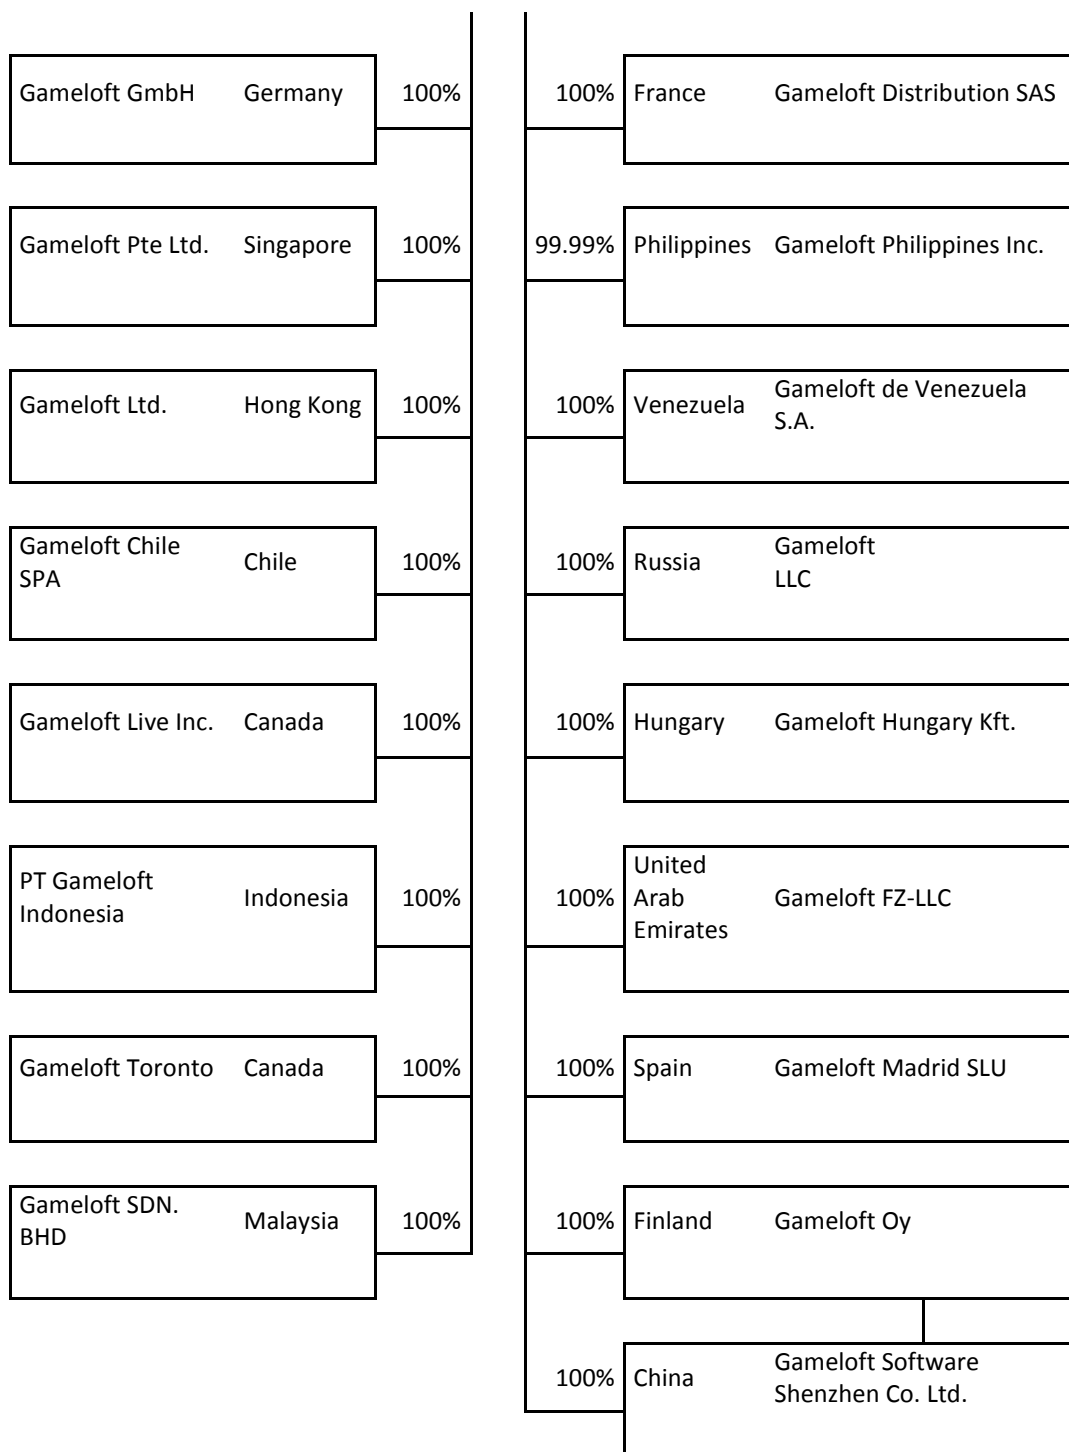 Gameloft GmbH Germany 100% 100% France Gameloft Distribution SAS
Gameloft Pte Ltd. Singapore 100% 99.99% Philippines Gameloft Philippines Inc.
Gameloft Ltd. Hong Kong 100% 100% Venezuela Gameloft de Venezuela
S.A.
Gameloft Chile
SPA
Chile 100% 100% Russia Gameloft
LLC
Gameloft Live Inc. Canada 100% 100% Hungary Gameloft Hungary Kft.
PT Gameloft
Indonesia
Indonesia 100% 100% United
Arab
Emirates
Gameloft FZ-LLC
Gameloft Toronto Canada 100% 100% Spain Gameloft Madrid SLU
Gameloft SDN.
BHD
Malaysia 100% 100% Finland Gameloft Oy
100% China Gameloft Software
Shenzhen Co. Ltd.